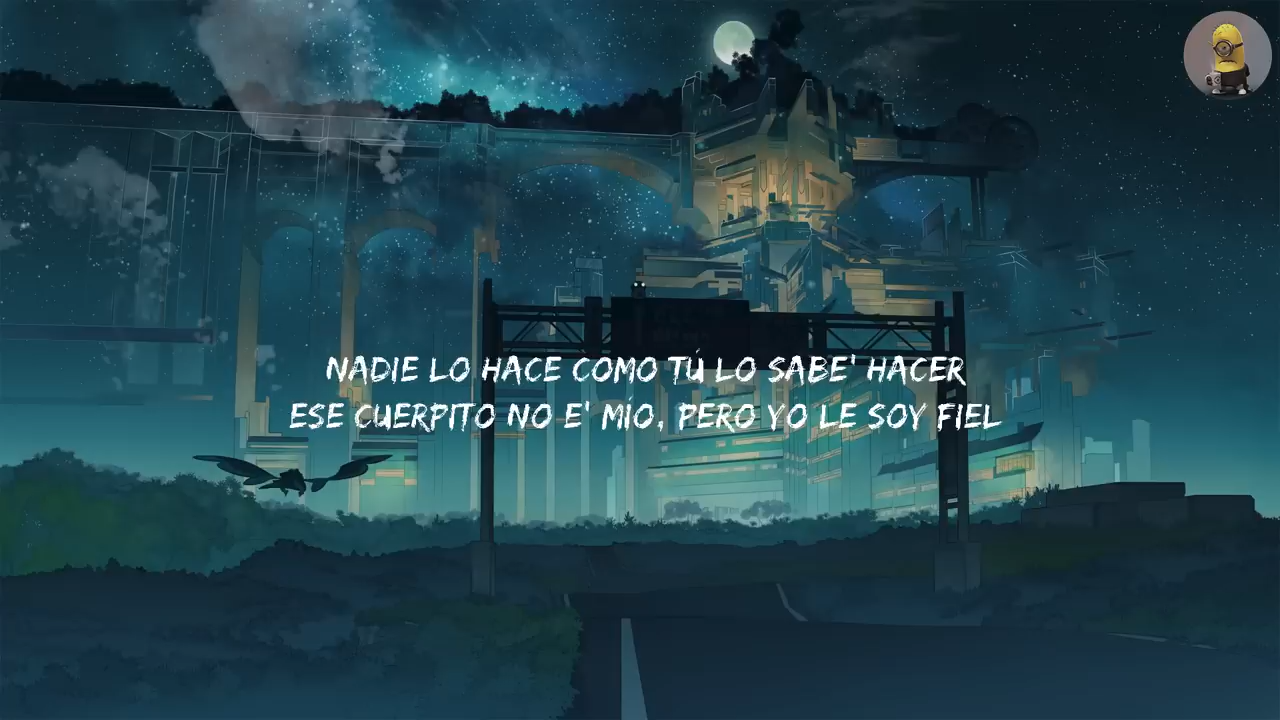 NADIE LO HACE COMO TÚ LO SABE' HACER
ESE CUERPITO NO E' MÍO, PERO YO LE SOY FIEL